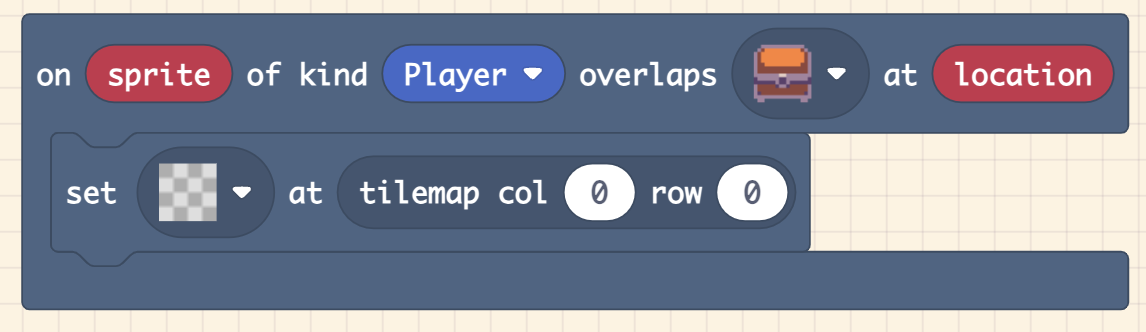 on sprite of kind Player overlaps at location
set at tilemap col 0 row 0